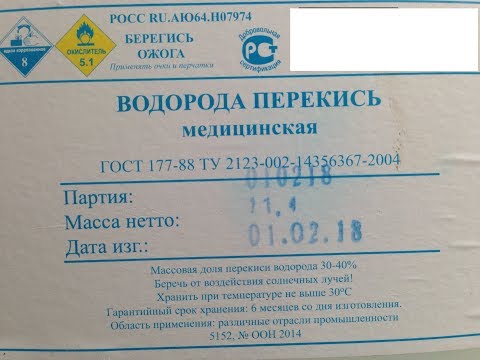 РОСС RU.АЮ64.Н07974
БЕРЕГИСЬ
ОЖОГА
Применять очки и перчатки
8
ОКИСЛИТЕЛЬ
5.1
Добровольная
РСТ
сертификация
ВОДОРОДА ПЕРЕКИСЬ
медицинская
ГОСТ 177-88 ТУ 2123-002-14356367-2004
Партия: 010218
Масса нетто: 11,4
Дата изг.: 01.02.18
Массовая доля перекиси водорода 30-40%
Беречь от воздействия солнечных лучей!
Хранить при температуре не выше 30°С
Гарантийный срок хранения: 6 месяцев со дня изготовления.
Область применения: различные отрасли промышленности
5152, № ООН 2014